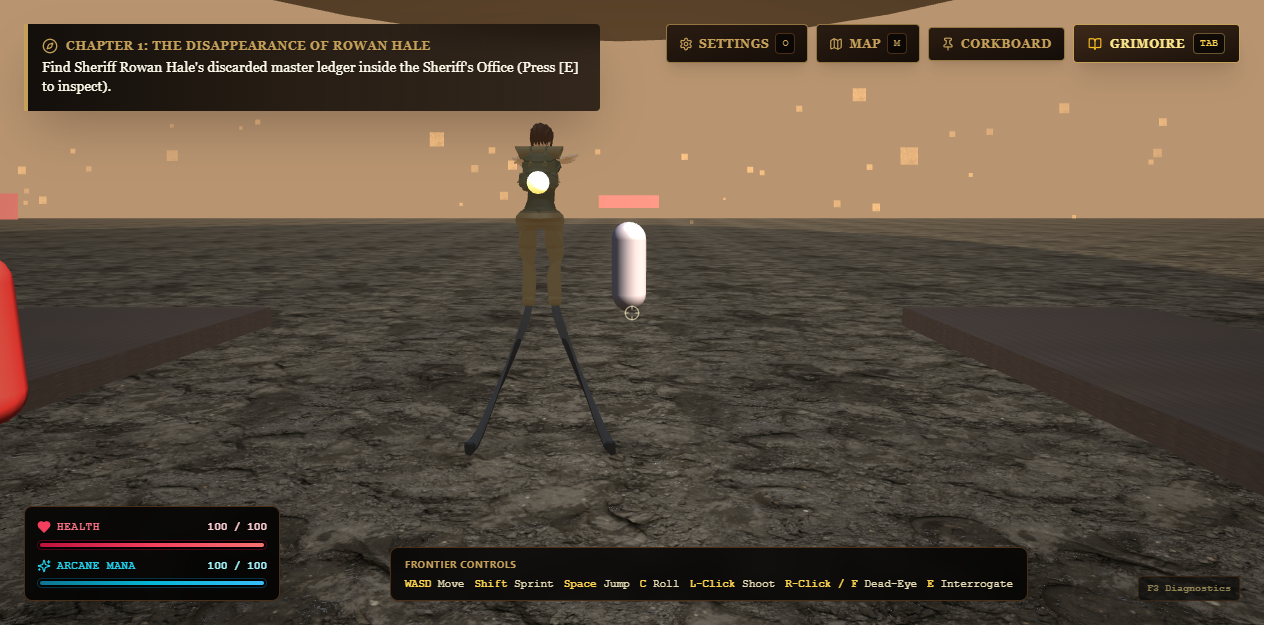 CHAPTER 1: THE DISAPPEARANCE OF ROWAN HALE
Find Sheriff Rowan Hale's discarded master ledger inside the Sheriff's Office (Press [E]
to inspect).
SETTINGS O
MAP M
CORKBOARD
GRIMOIRE TAB
HEALTH 100 / 100
ARCANE MANA 100 / 100
FRONTIER CONTROLS
WASD Move Shift Sprint Space Jump C Roll L-Click Shoot R-Click / F Dead-Eye E Interrogate
F3 Diagnostics